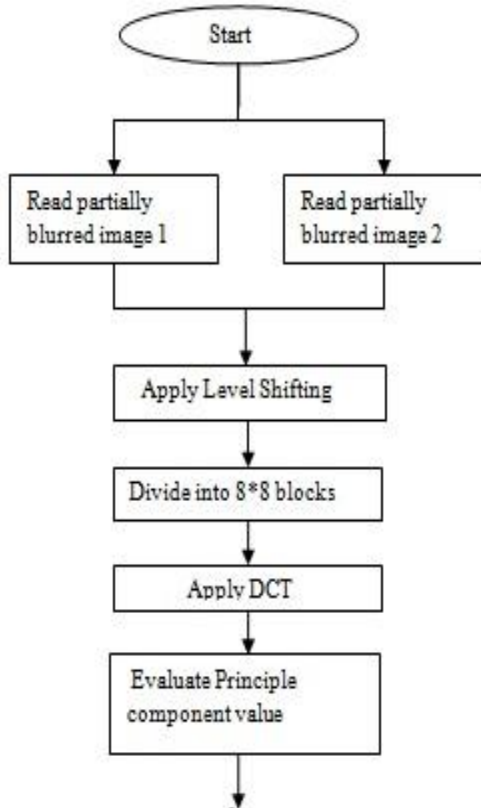 Start
Read partially
blurred image 1
Read partially
blurred image 2
Apply Level Shifting
Divide into 8*8 blocks
Apply DCT
Evaluate Principle
component value